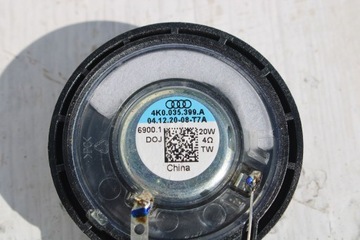 4K0.035.399.A
04.12.20-08-T7A
6900.1 20W
DOJ 4Ω
TW
China